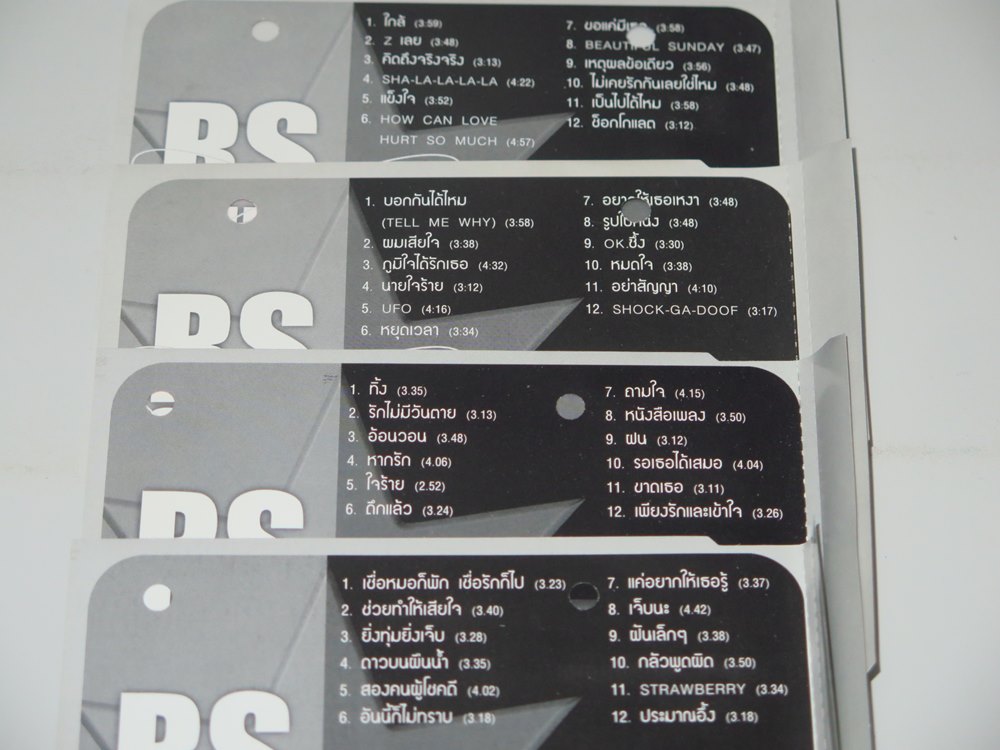 1. ใกล้ (3:59)
2. Z เลย (3:48)
3. คิดถึงจริงจริง (3:13)
4. SHA-LA-LA-LA-LA (4:22)
5. แข็งใจ (3:52)
6. HOW CAN LOVE
HURT SO MUCH (4:57)
7. ขอแค่มีเธอ (3:58)
8. BEAUTIFUL SUNDAY (3:47)
9. เหตุผลข้อเดียว (3:56)
10. ไม่เคยรักกันเลยใช่ไหม (3:48)
11. เป็นไปได้ไหม (3:58)
12. ช็อกโกแลต (3:12)
RS
1. บอกกันได้ไหม
(TELL ME WHY) (3:58)
2. ผมเสียใจ (3:38)
3. ภูมิใจได้รักเธอ (4:32)
4. นายใจร้าย (3:12)
5. UFO (4:16)
6. หยุดเวลา (3:34)
7. อยากให้เธอเหงา (3:48)
8. รูปใบหนึ่ง (3:48)
9. OK.ซึ้ง (3:30)
10. หมดใจ (3:38)
11. อย่าสัญญา (4:10)
12. SHOCK-GA-DOOF (3:17)
RS
1. ทิ้ง (3.35)
2. รักไม่มีวันตาย (3.13)
3. อ้อนวอน (3.48)
4. หากรัก (4.06)
5. ใจร้าย (2.52)
6. ดึกแล้ว (3.24)
7. ถามใจ (4.15)
8. หนังสือเพลง (3.50)
9. ฝน (3.12)
10. รอเธอได้เสมอ (4.04)
11. ขาดเธอ (3.11)
12. เพียงรักและเข้าใจ (3.26)
RS
1. เชื่อหมอก็พัก เชื่อรักก็ไป (3.23)
2. ช่วยทำให้เสียใจ (3.40)
3. ยิ่งทุ่มยิ่งเจ็บ (3.28)
4. ดาวบนผืนน้ำ (3.35)
5. สองคนผู้โชคดี (4.02)
6. อันนี้ก็ไม่ทราบ (3.18)
7. แค่อยากให้เธอรู้ (3.37)
8. เจ็บนะ (4.42)
9. ฝันเล็กๆ (3.38)
10. กลัวพูดผิด (3.50)
11. STRAWBERRY (3.34)
12. ประมาณอึ้ง (3.18)
RS